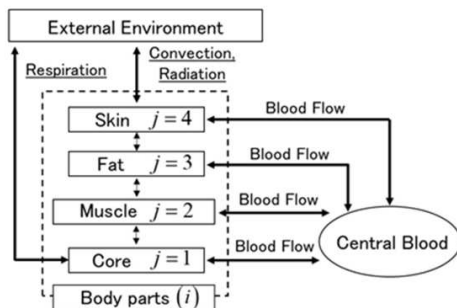 External Environment
Respiration
Convection,
Radiation
Blood Flow
Skin j = 4
Blood Flow
Fat j = 3
Blood Flow
Muscle j = 2
Central Blood
Blood Flow
Core j = 1
Body parts (i)